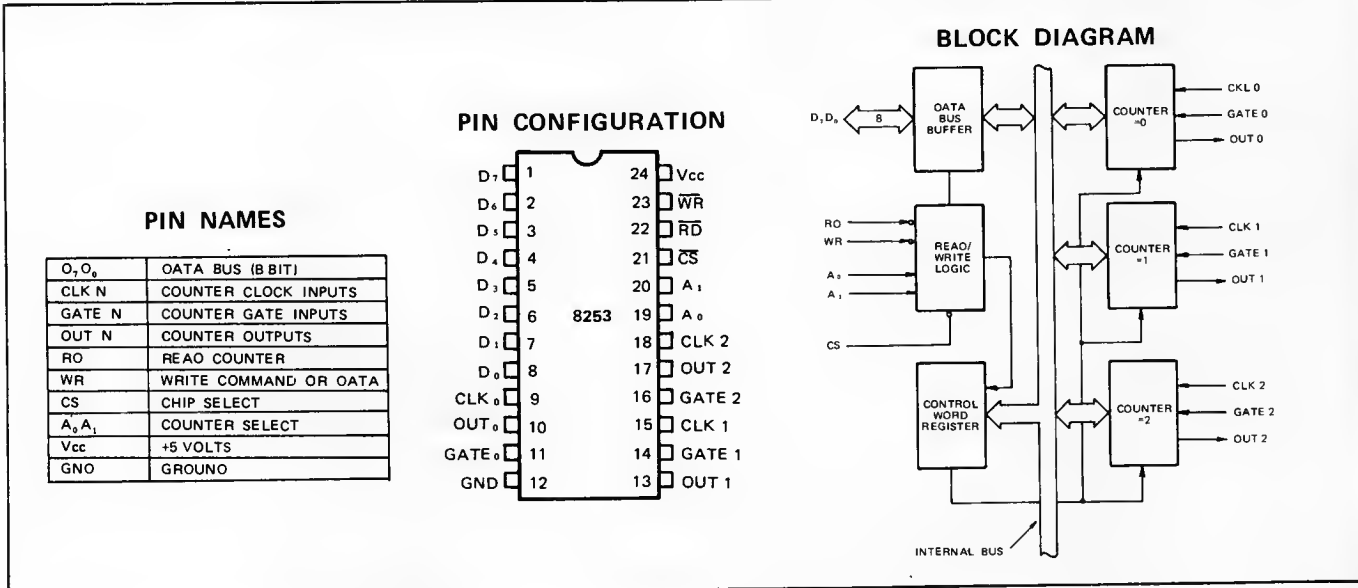 BLOCK DIAGRAM
PIN CONFIGURATION
PIN NAMES
O₇O₀ OATA BUS (B BIT)
CLK N COUNTER CLOCK INPUTS
GATE N COUNTER GATE INPUTS
OUT N COUNTER OUTPUTS
RO REAO COUNTER
WR WRITE COMMAND OR OATA
CS CHIP SELECT
A₀A₁ COUNTER SELECT
Vcc +5 VOLTS
GNO GROUNO
D₇ 1 24 Vcc
D₆ 2 23 W̅R̅
D₅ 3 22 R̅D̅
D₄ 4 21 C̅S̅
D₃ 5 20 A₁
D₂ 6 8253 19 A₀
D₁ 7 18 CLK 2
D₀ 8 17 OUT 2
CLK₀ 9 16 GATE 2
OUT₀ 10 15 CLK 1
GATE₀ 11 14 GATE 1
GND 12 13 OUT 1
D₇D₀
8
OATA
BUS
BUFFER
RO
WR
A₀
A₁
CS
REAO/
WRITE
LOGIC
CONTROL
WORD
REGISTER
INTERNAL BUS
COUNTER
=0
CKL 0
GATE 0
OUT 0
COUNTER
=1
CLK 1
GATE 1
OUT 1
COUNTER
=2
CLK 2
GATE 2
OUT 2